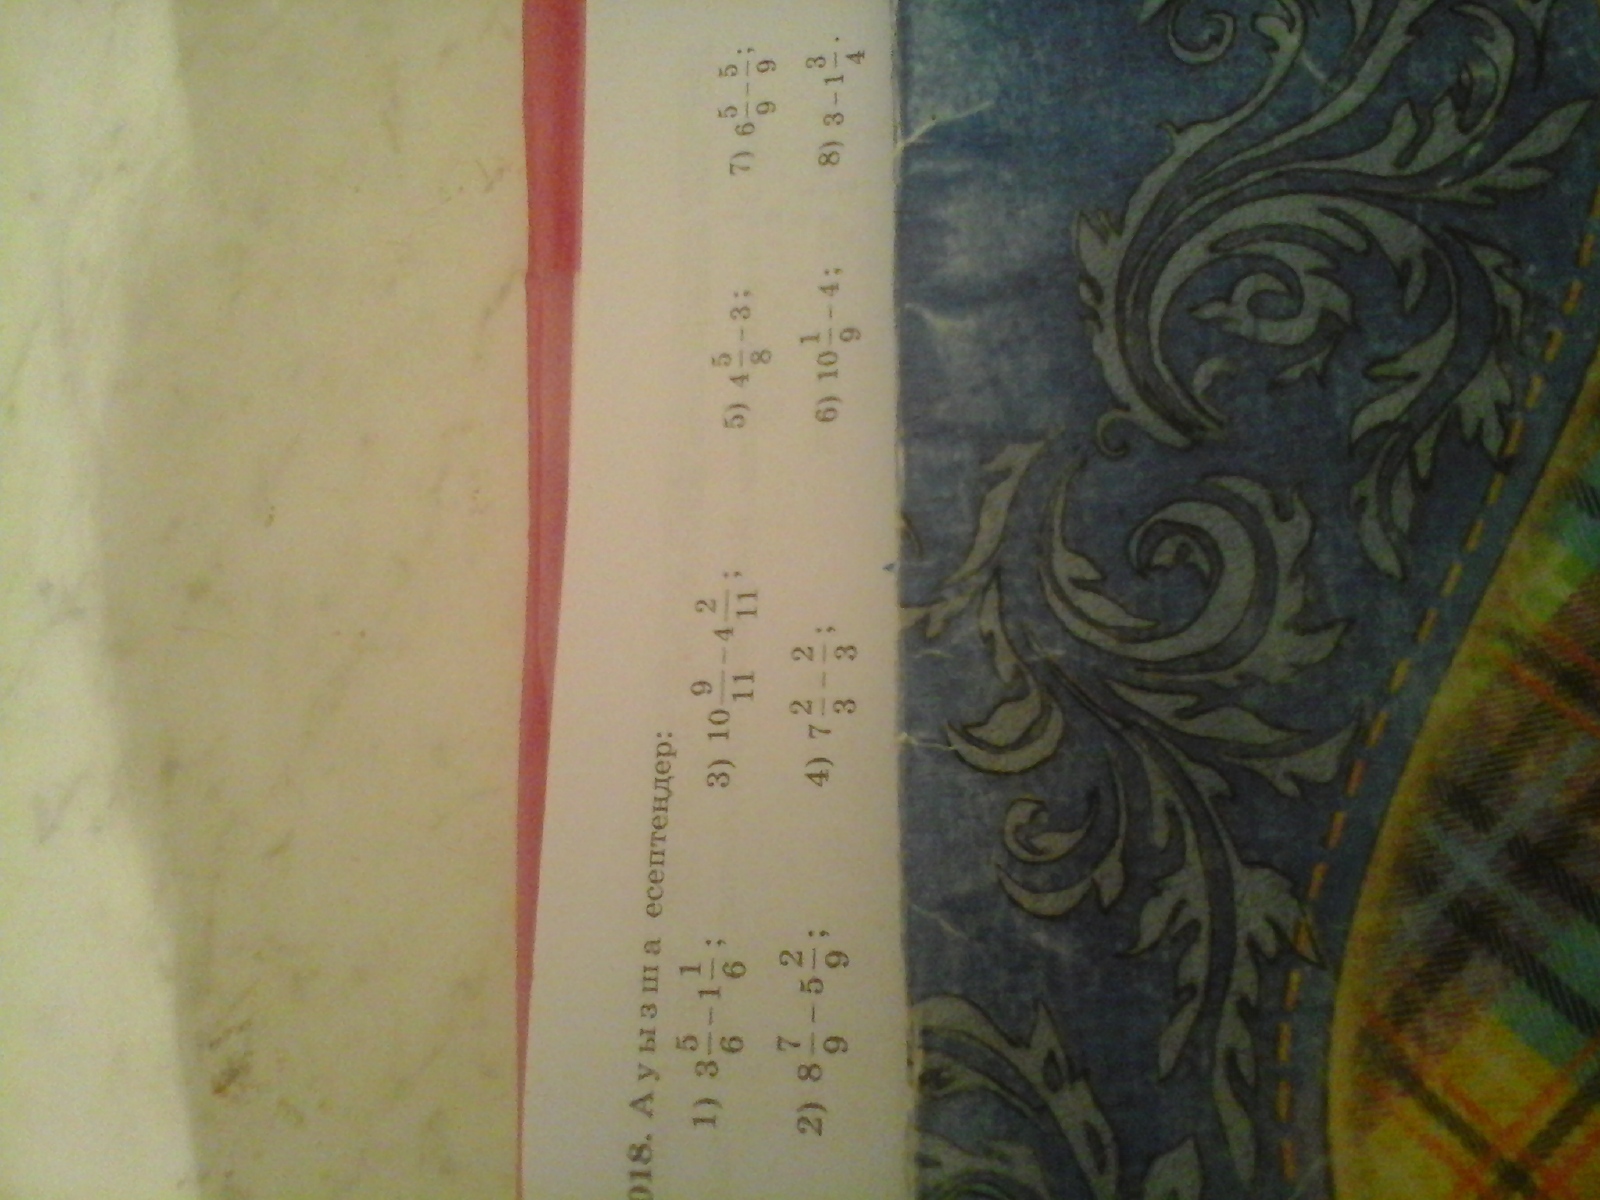 018. Ауызша есептеңдер:
1) 3 5/6 − 1 1/6; 3) 10 9/11 − 4 2/11; 5) 4 5/8 − 3; 7) 6 5/9 − 5/9;
2) 8 7/9 − 5 2/9; 4) 7 2/3 − 2/3; 6) 10 1/9 − 4; 8) 3 − 1 3/4.